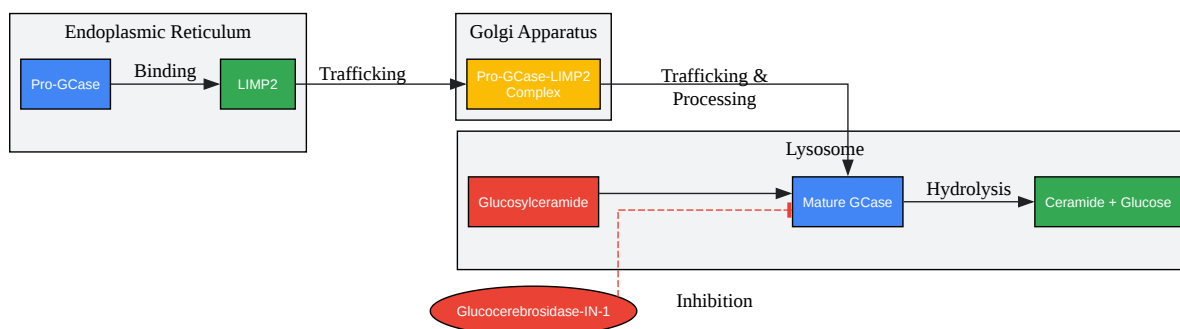 Endoplasmic Reticulum
Pro-GCase
Binding
LIMP2
Trafficking
Golgi Apparatus
Pro-GCase-LIMP2
Complex
Trafficking &
Processing
Lysosome
Glucosylceramide
Mature GCase
Hydrolysis
Ceramide + Glucose
Glucocerebrosidase-IN-1
Inhibition